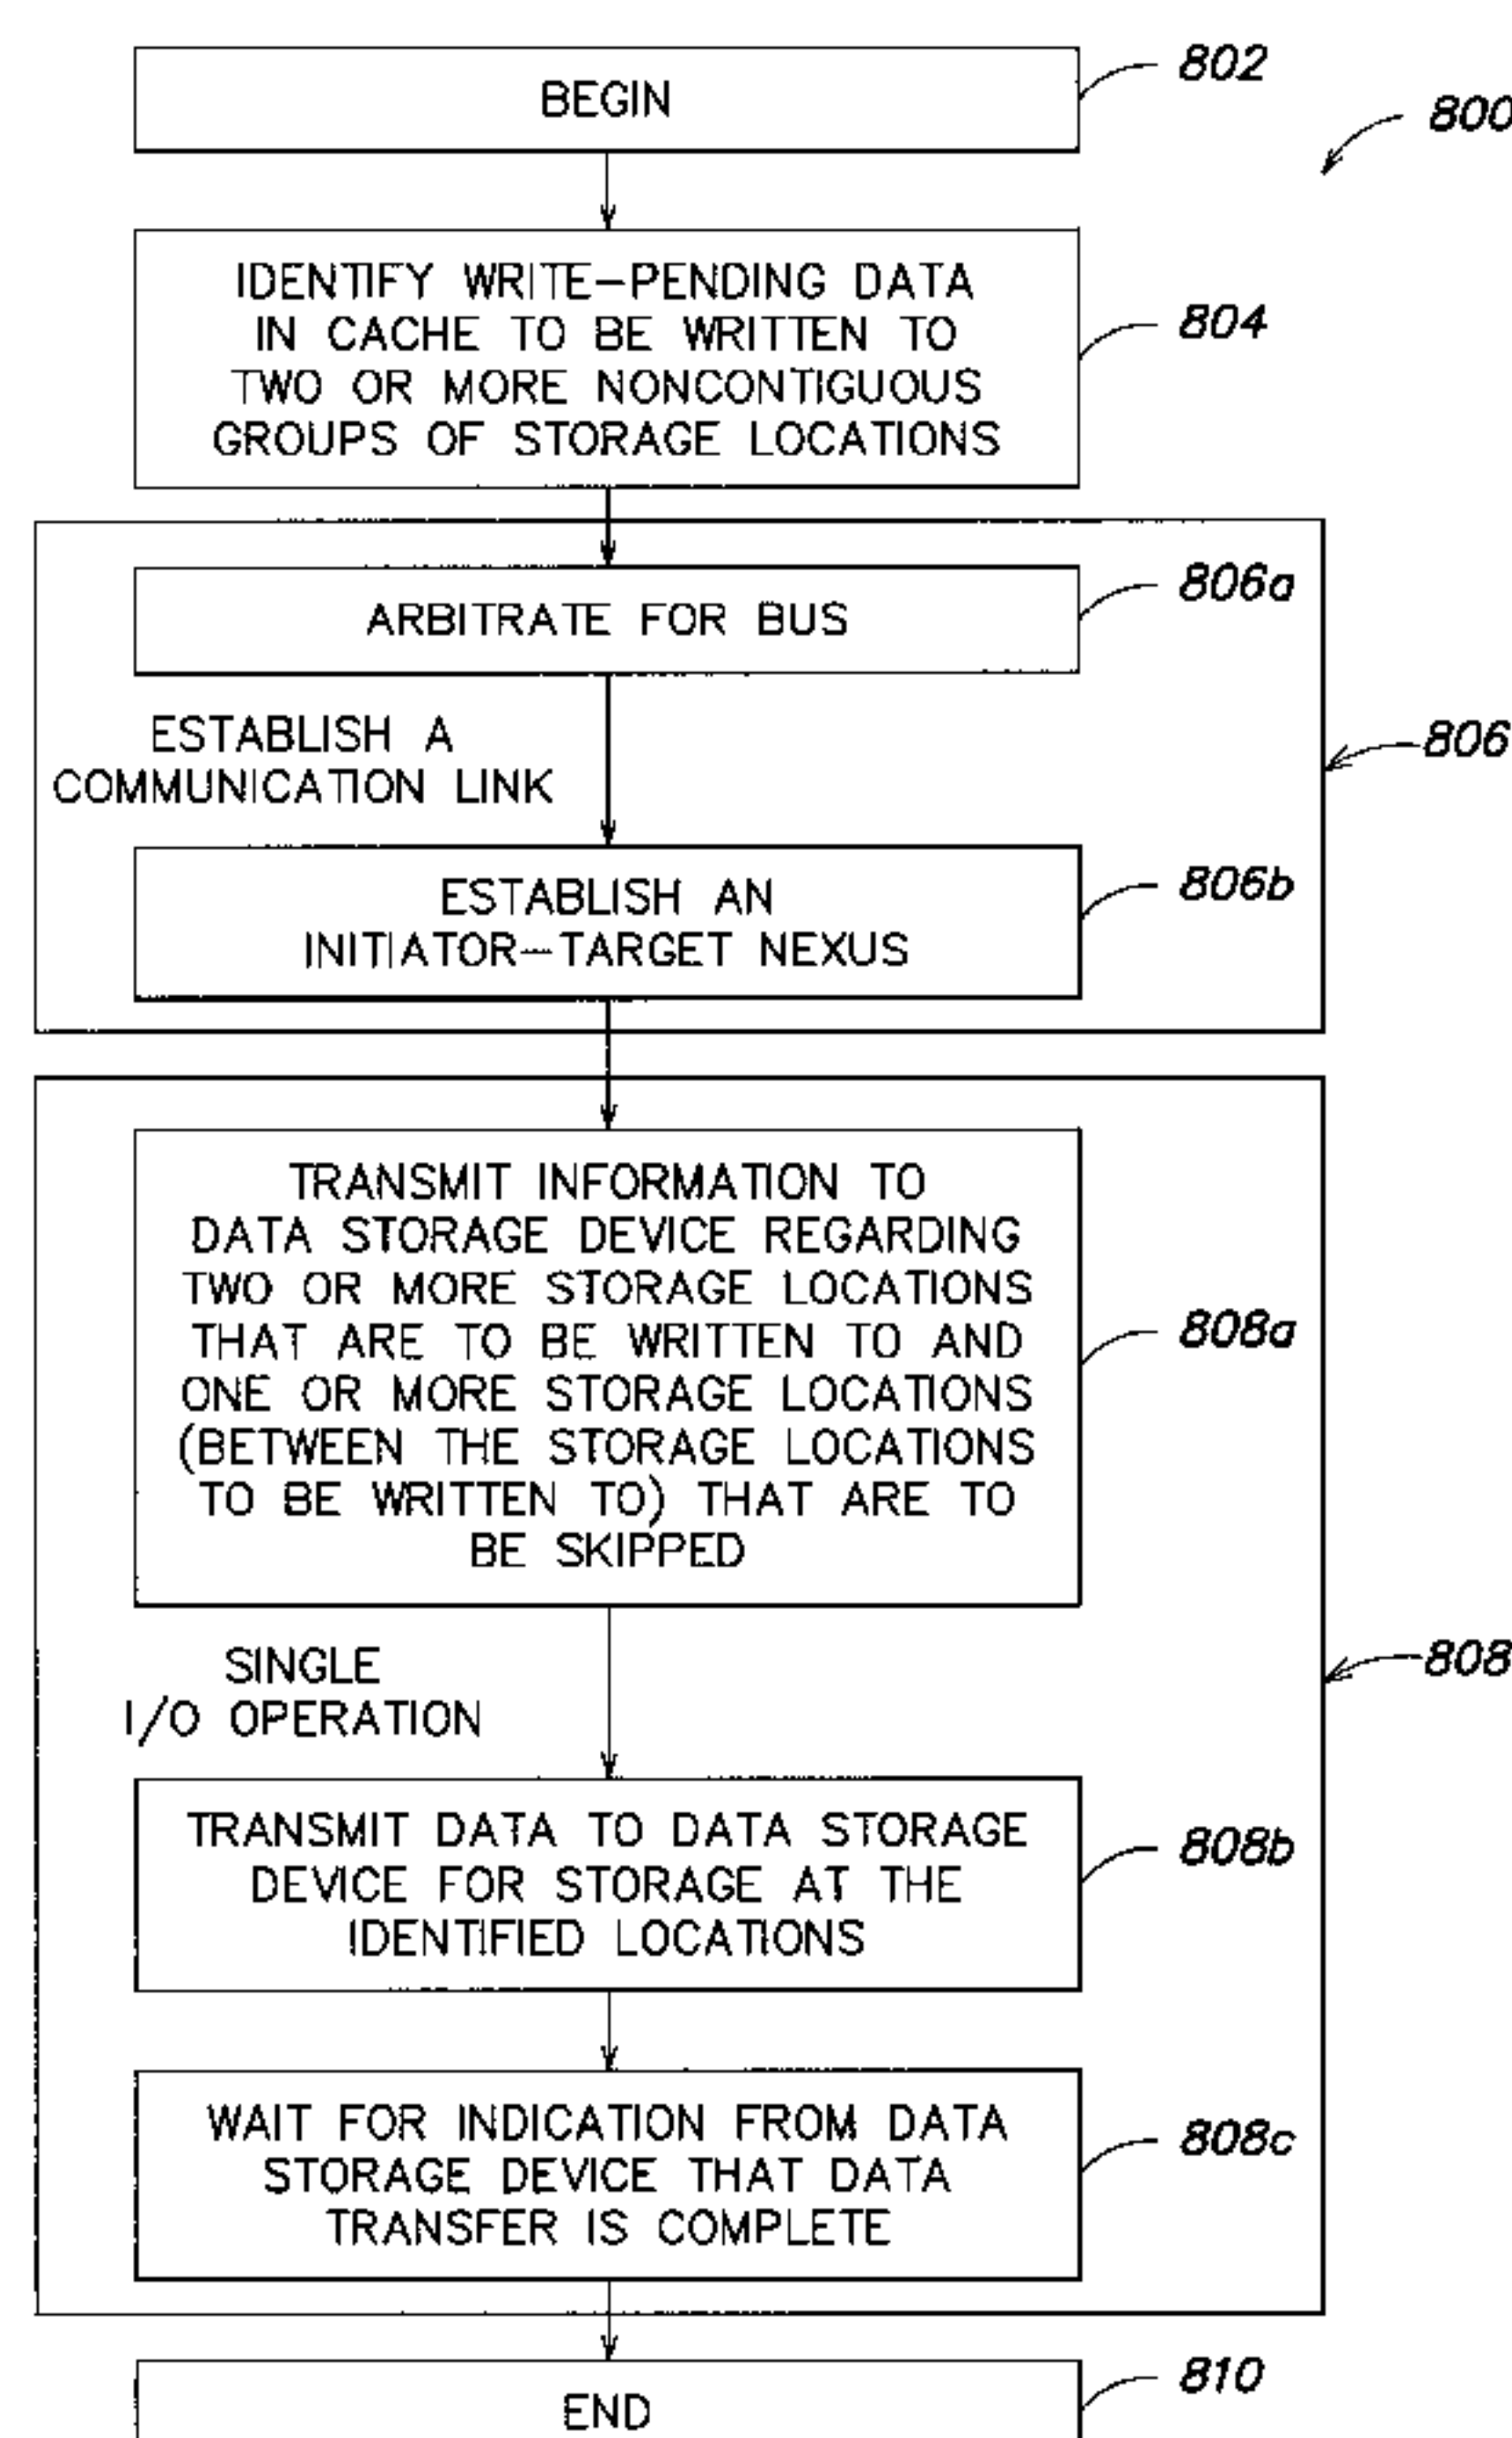 BEGIN
802
800
IDENTIFY WRITE-PENDING DATA
IN CACHE TO BE WRITTEN TO
TWO OR MORE NONCONTIGUOUS
GROUPS OF STORAGE LOCATIONS
804
ARBITRATE FOR BUS
806a
ESTABLISH A
COMMUNICATION LINK
806
ESTABLISH AN
INITIATOR-TARGET NEXUS
806b
TRANSMIT INFORMATION TO
DATA STORAGE DEVICE REGARDING
TWO OR MORE STORAGE LOCATIONS
THAT ARE TO BE WRITTEN TO AND
ONE OR MORE STORAGE LOCATIONS
(BETWEEN THE STORAGE LOCATIONS
TO BE WRITTEN TO) THAT ARE TO
BE SKIPPED
808a
SINGLE
I/O OPERATION
808
TRANSMIT DATA TO DATA STORAGE
DEVICE FOR STORAGE AT THE
IDENTIFIED LOCATIONS
808b
WAIT FOR INDICATION FROM DATA
STORAGE DEVICE THAT DATA
TRANSFER IS COMPLETE
808c
END
810